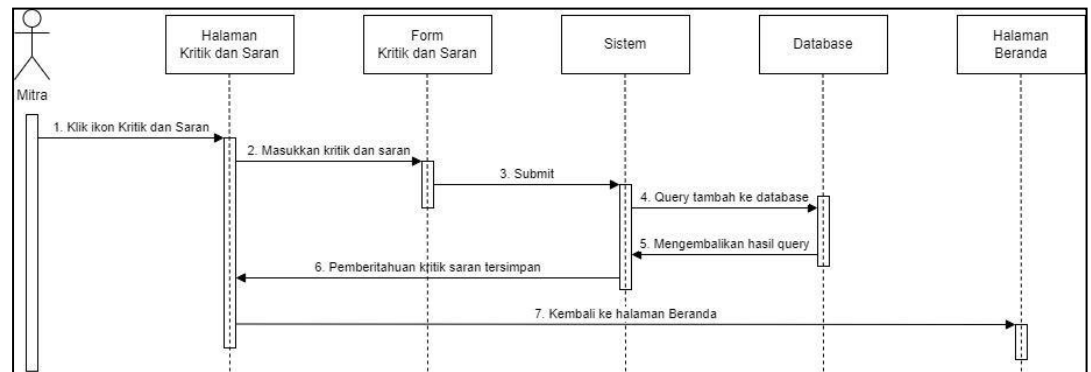 Halaman
Kritik dan Saran
Form
Kritik dan Saran
Sistem
Database
Halaman
Beranda
Mitra
1. Klik ikon Kritik dan Saran
2. Masukkan kritik dan saran
3. Submit
4. Query tambah ke database
5. Mengembalikan hasil query
6. Pemberitahuan kritik saran tersimpan
7. Kembali ke halaman Beranda